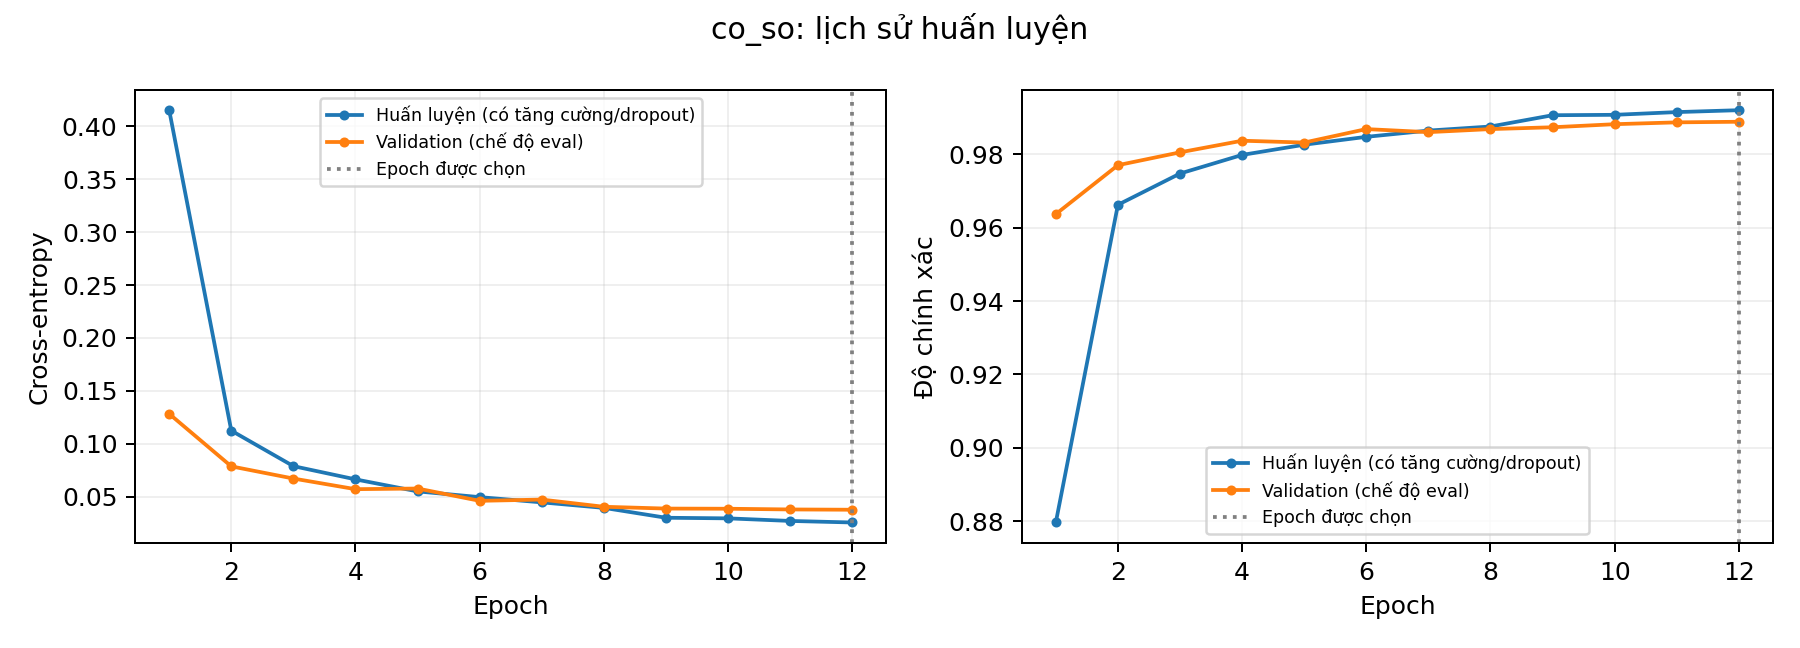 co_so: lịch sử huấn luyện
Cross-entropy
0.40
0.35
0.30
0.25
0.20
0.15
0.10
0.05
Huấn luyện (có tăng cường/dropout)
Validation (chế độ eval)
Epoch được chọn
2 4 6 8 10 12
Epoch
Độ chính xác
0.98
0.96
0.94
0.92
0.90
0.88
Huấn luyện (có tăng cường/dropout)
Validation (chế độ eval)
Epoch được chọn
2 4 6 8 10 12
Epoch